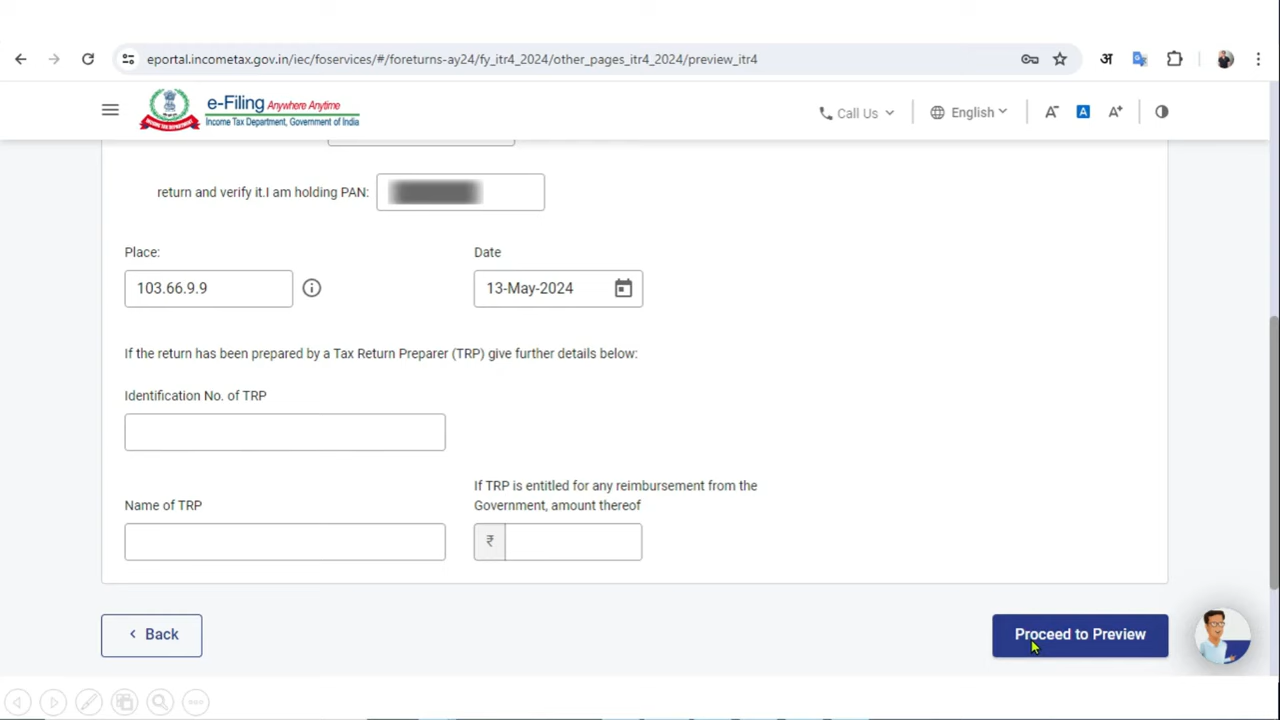 eportal.incometax.gov.in/iec/foservices/#/foreturn-ay24/fy_itr4_2024/other_pages_itr4_2024/preview_itr4
अ
e-Filing Anywhere Anytime
Income Tax Department, Government of India
Call Us
English
A-
A
A+
return and verify it.I am holding PAN:
Place:
Date
103.66.9.9
13-May-2024
If the return has been prepared by a Tax Return Preparer (TRP) give further details below:
Identification No. of TRP
If TRP is entitled for any reimbursement from the
Government, amount thereof
Name of TRP
₹
Back
Proceed to Preview